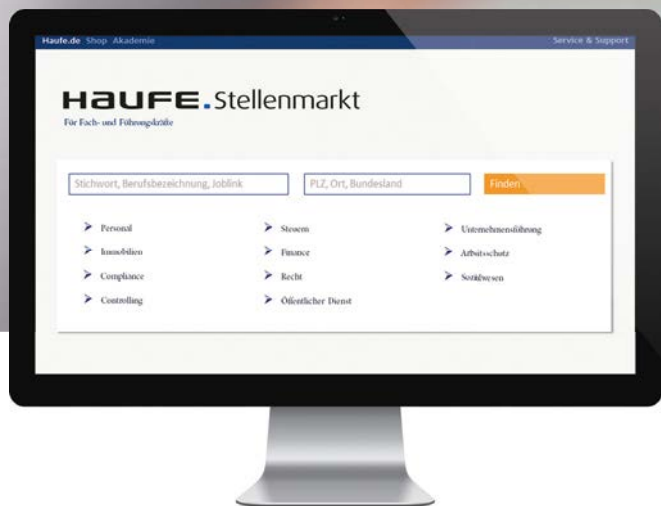 Haufe.de Shop Akademie Service & Support
HAUFE.Stellenmarkt
Für Fach- und Führungskräfte
Stichwort, Berufsbezeichnung, Joblink PLZ, Ort, Bundesland Finden
Personal Steuern Unternehmensführung
Immobilien Finance Arbeitsschutz
Compliance Recht Sozialwesen
Controlling Öffentlicher Dienst